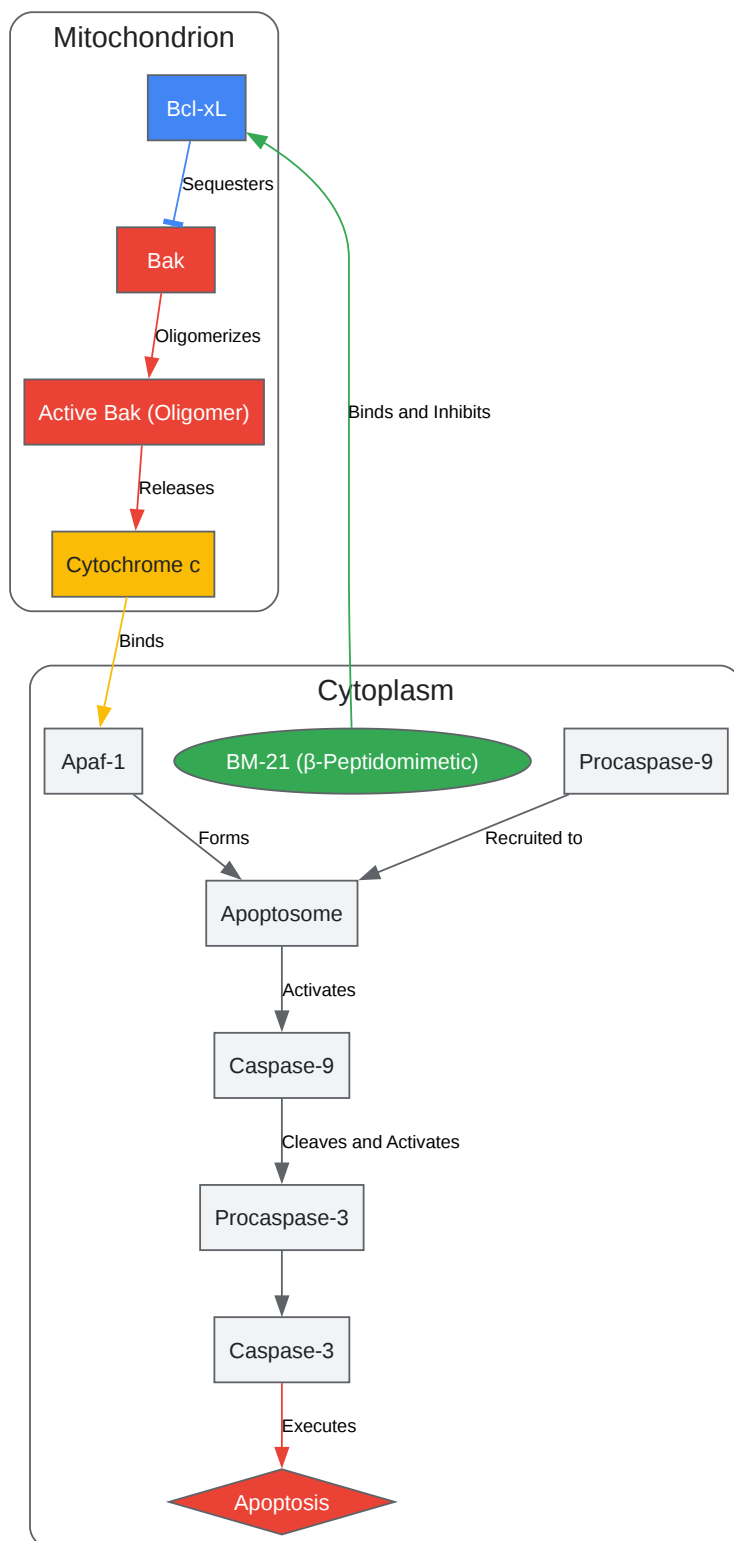 Mitochondrion
Bcl-xL
Sequesters
Bak
Oligomerizes
Active Bak (Oligomer)
Binds and Inhibits
Releases
Cytochrome c
Binds
Cytoplasm
Apaf-1
BM-21 (β-Peptidomimetic)
Procaspase-9
Forms
Recruited to
Apoptosome
Activates
Caspase-9
Cleaves and Activates
Procaspase-3
Caspase-3
Executes
Apoptosis